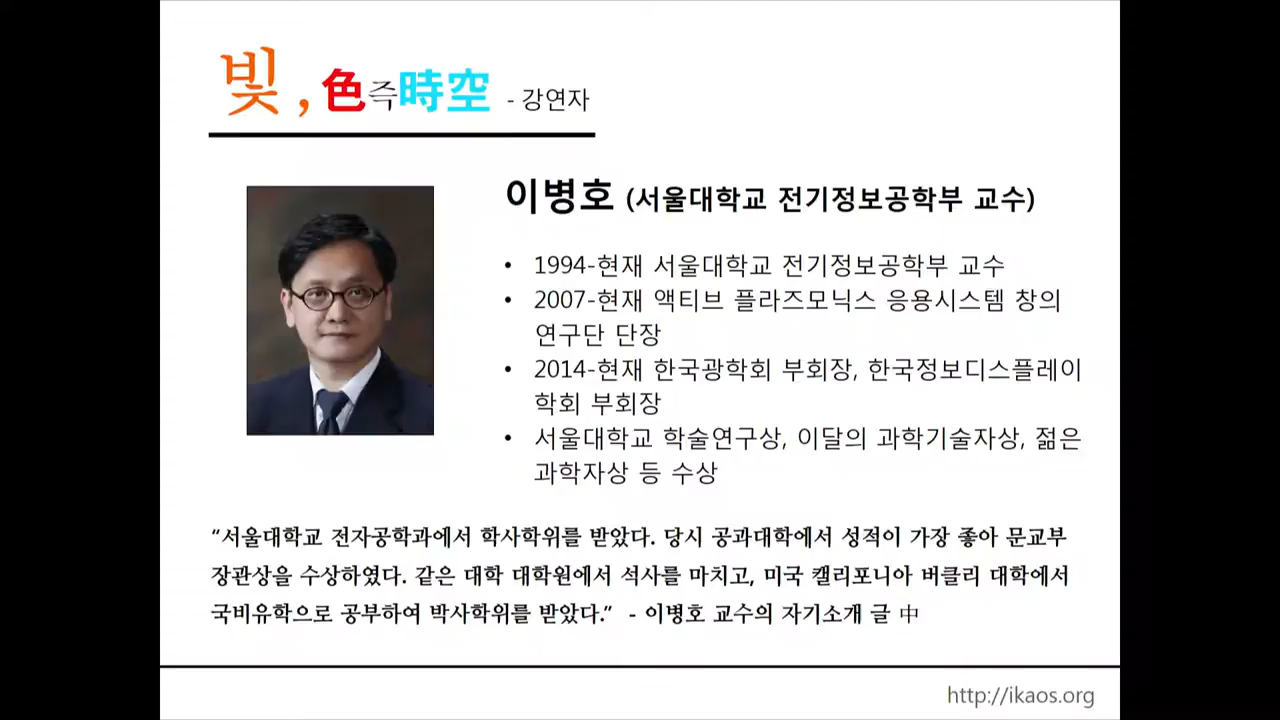 빛, 色즉時空 - 강연자
이병호 (서울대학교 전기정보공학부 교수)
• 1994-현재 서울대학교 전기정보공학부 교수
• 2007-현재 액티브 플라즈모닉스 응용시스템 창의
연구단 단장
• 2014-현재 한국광학회 부회장, 한국정보디스플레이
학회 부회장
• 서울대학교 학술연구상, 이달의 과학기술자상, 젊은
과학자상 등 수상
“서울대학교 전자공학과에서 학사학위를 받았다. 당시 공과대학에서 성적이 가장 좋아 문교부
장관상을 수상하였다. 같은 대학 대학원에서 석사를 마치고, 미국 캘리포니아 버클리 대학에서
국비유학으로 공부하여 박사학위를 받았다.” - 이병호 교수의 자기소개 글 中
http://ikaos.org